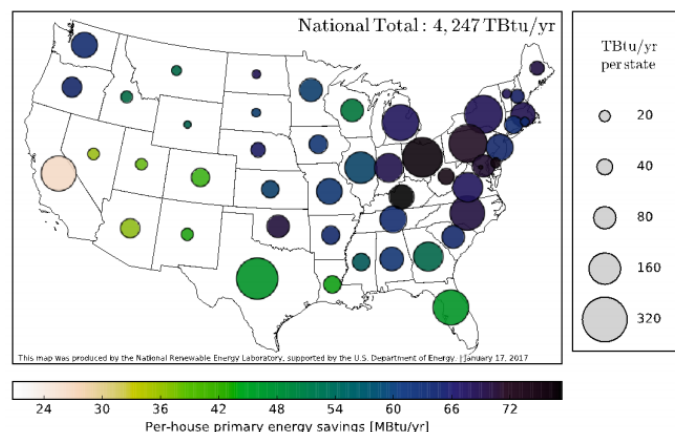 National Total: 4,247 TBtu/yr
TBtu/yr
per state
20
40
80
160
320
This map was produced by the National Renewable Energy Laboratory, supported by the U.S. Department of Energy. | January 17, 2017
24 30 36 42 48 54 60 66 72
Per-house primary energy savings [MBtu/yr]